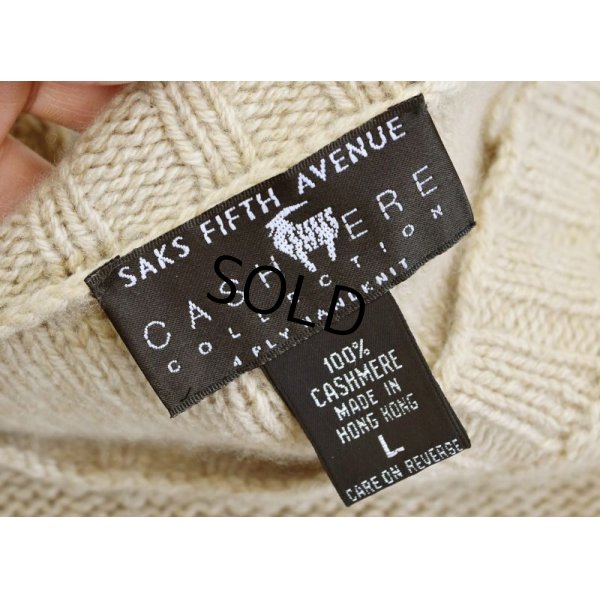 SAKS FIFTH AVENUE
CASHMERE
COLLECTION
4 PLY HANDKNIT
SOLD
100%
CASHMERE
MADE IN
HONG KONG
L
CARE ON REVERSE